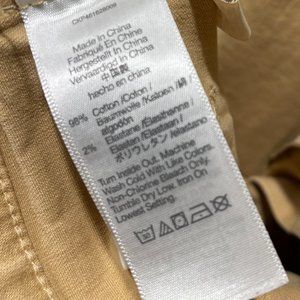 Made in China
Fabriqué En China
Hergestellt In China
Vervaardigd In China
中国製
hecho en china
98% Cotton/Coton/
Baumwolle/Katoen/綿/
algodón
2% Elastane/Élasthanne/
Elastan/Elastaan/
ポリウレタン/elastano
Turn Inside Out. Machine
Wash Cold With Like Colors.
Non-Chlorine Bleach Only.
Tumble Dry Low. Iron On
Lowest Setting.